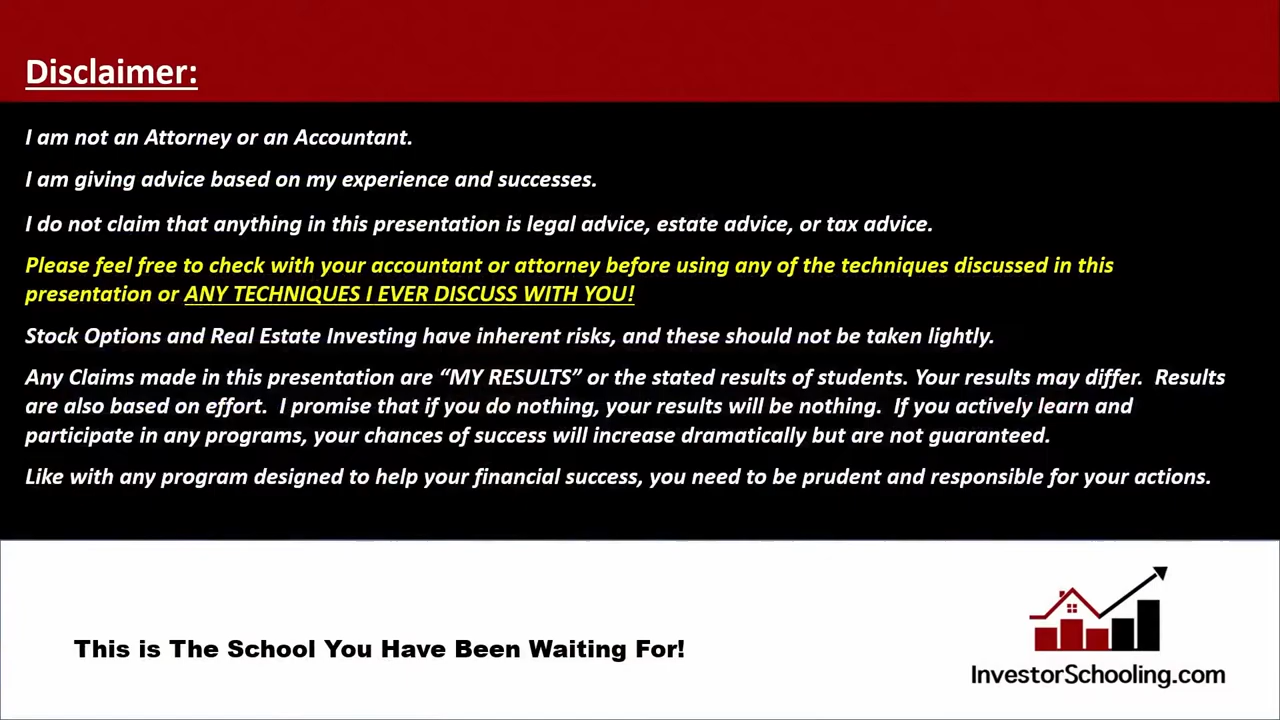 Disclaimer:
I am not an Attorney or an Accountant.
I am giving advice based on my experience and successes.
I do not claim that anything in this presentation is legal advice, estate advice, or tax advice.
Please feel free to check with your accountant or attorney before using any of the techniques discussed in this
presentation or ANY TECHNIQUES I EVER DISCUSS WITH YOU!
Stock Options and Real Estate Investing have inherent risks, and these should not be taken lightly.
Any Claims made in this presentation are “MY RESULTS” or the stated results of students. Your results may differ.  Results
are also based on effort.  I promise that if you do nothing, your results will be nothing.  If you actively learn and
participate in any programs, your chances of success will increase dramatically but are not guaranteed.
Like with any program designed to help your financial success, you need to be prudent and responsible for your actions.
This is The School You Have Been Waiting For!
InvestorSchooling.com